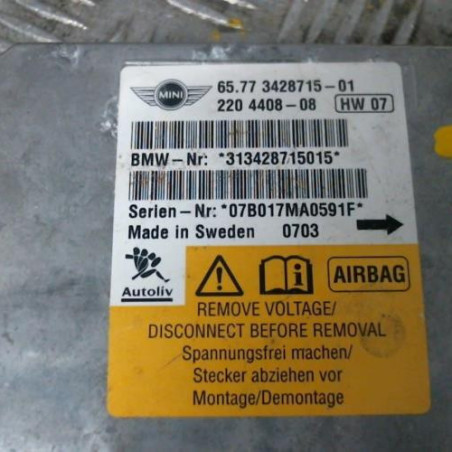 MINI
65.77 3428715-01
220 4408-08 HW 07
BMW-Nr: *313428715015*
Serien-Nr: *07B017MA0591F*
Made in Sweden 0703
Autoliv
AIRBAG
REMOVE VOLTAGE/
DISCONNECT BEFORE REMOVAL
Spannungsfrei machen/
Stecker abziehen vor
Montage/Demontage